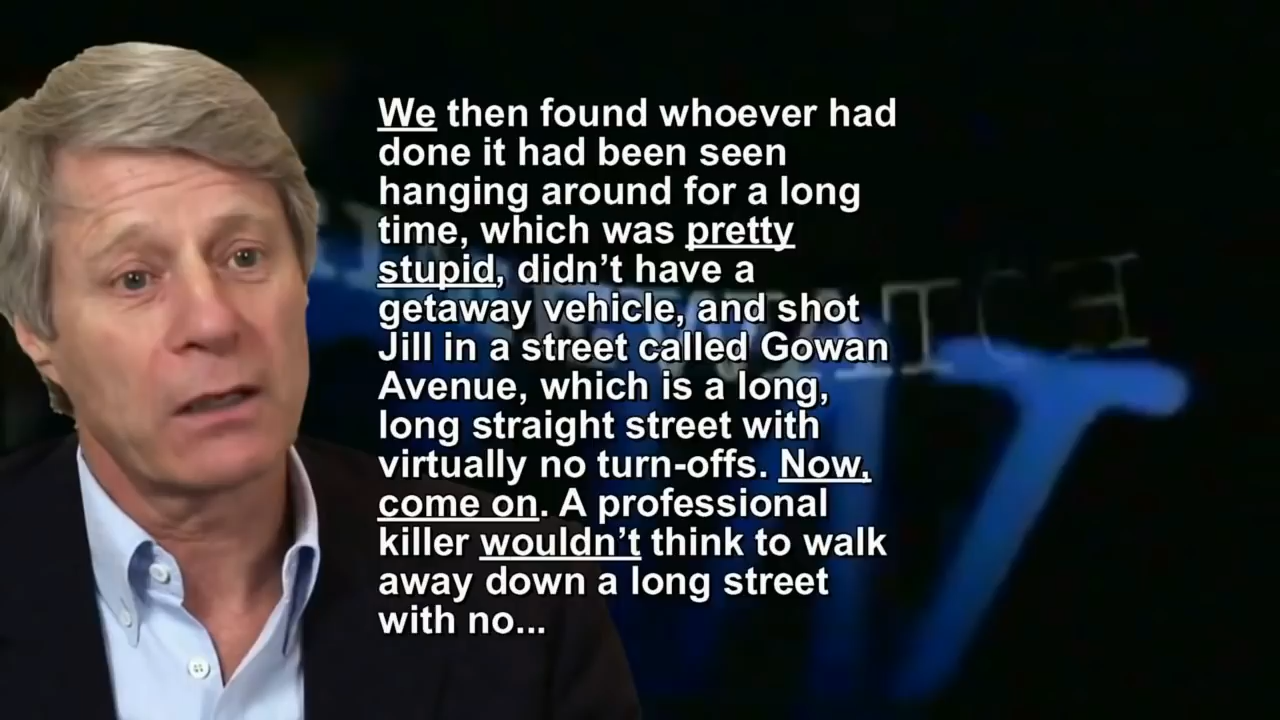 We then found whoever had
done it had been seen
hanging around for a long
time, which was pretty
stupid, didn't have a
getaway vehicle, and shot
Jill in a street called Gowan
Avenue, which is a long,
long straight street with
virtually no turn-offs. Now,
come on. A professional
killer wouldn't think to walk
away down a long street
with no...